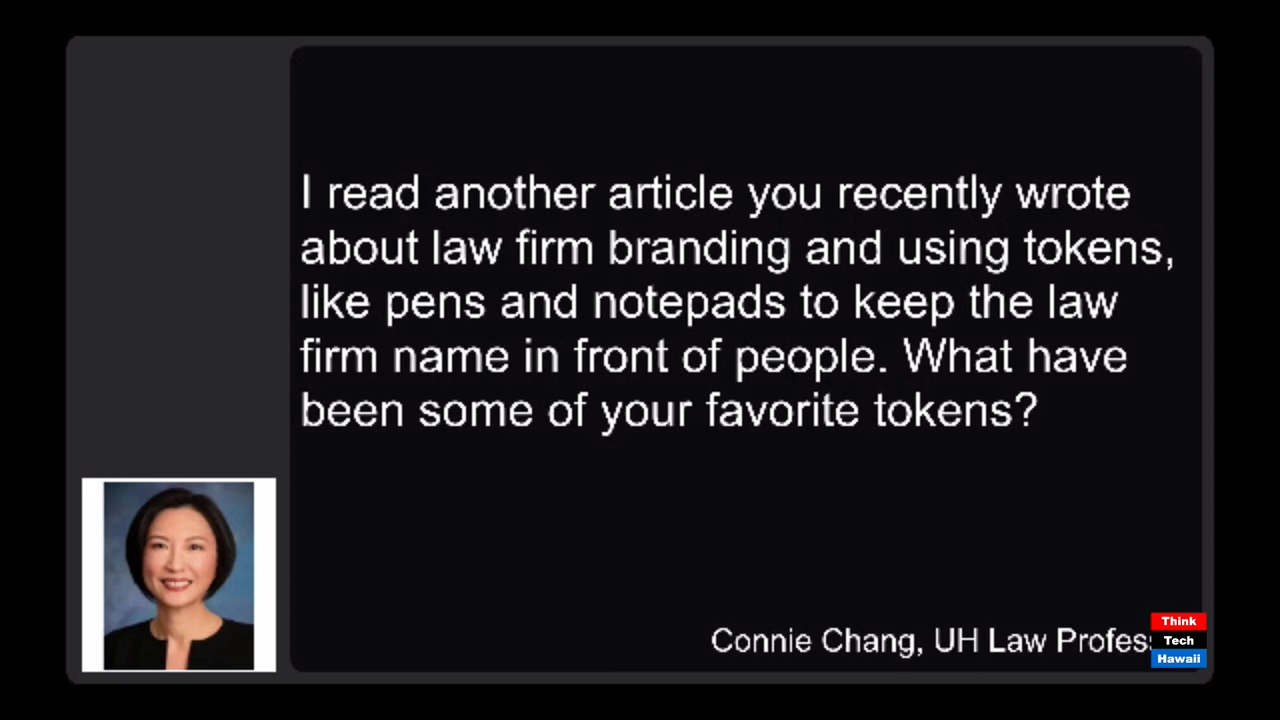 I read another article you recently wrote
about law firm branding and using tokens,
like pens and notepads to keep the law
firm name in front of people. What have
been some of your favorite tokens?
Connie Chang, UH Law Profes
Think
Tech
Hawaii